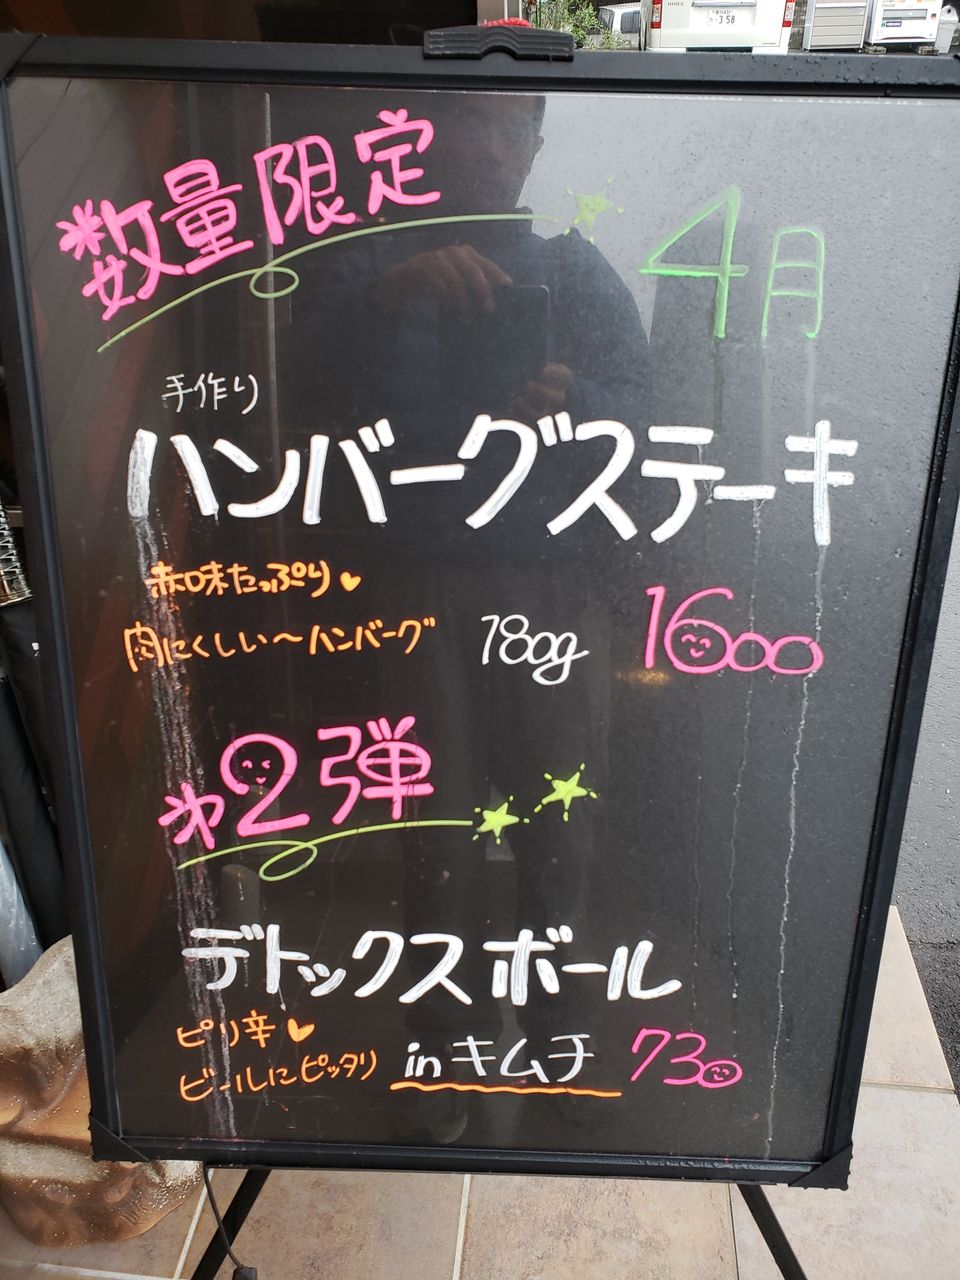 ・358
数量限定
4月
手作り
ハンバーグステーキ
赤味たっぷり
肉にくしい〜ハンバーグ 180g 1600
第2弾
デトックスボール
ピリ辛
ビールにピッタリ
inキムチ 730